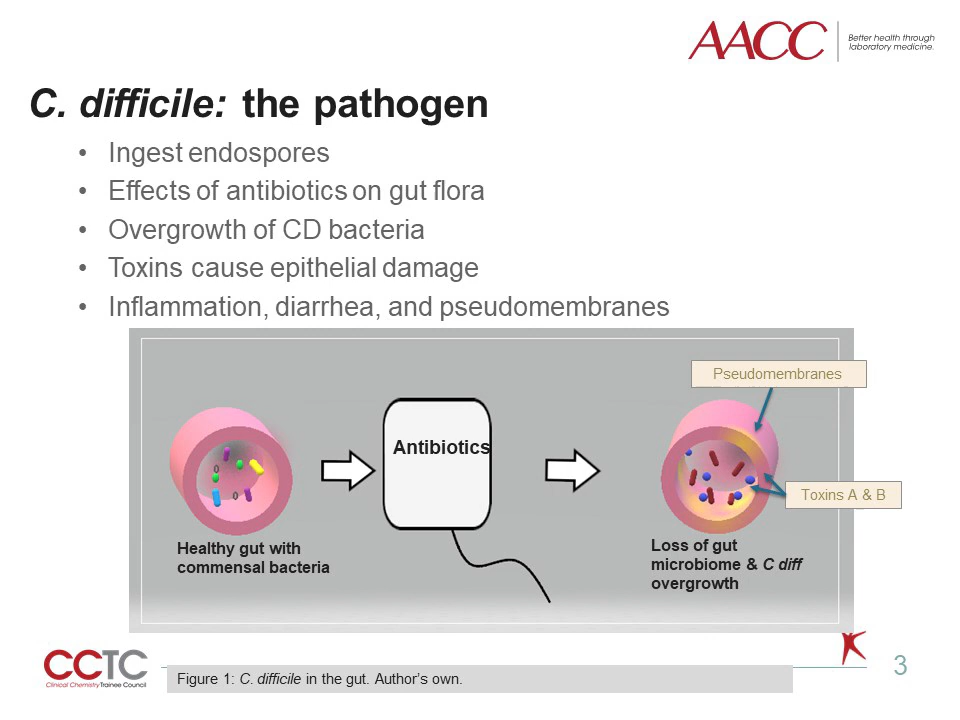 AACC
Better health through
laboratory medicine.
C. difficile: the pathogen
• Ingest endospores
• Effects of antibiotics on gut flora
• Overgrowth of CD bacteria
• Toxins cause epithelial damage
• Inflammation, diarrhea, and pseudomembranes
Pseudomembranes
Antibiotics
Toxins A & B
Healthy gut with
commensal bacteria
Loss of gut
microbiome & C diff
overgrowth
CCTC
Clinical Chemistry Trainee Council
Figure 1: C. difficile in the gut. Author’s own.
3